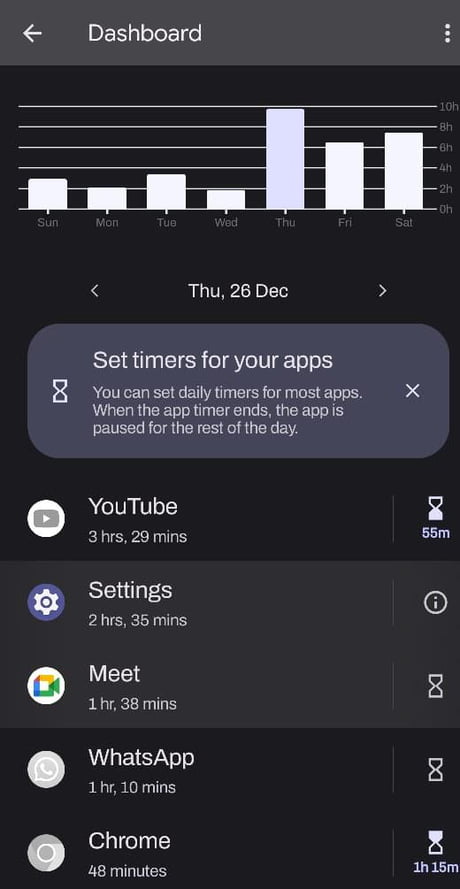 Dashboard
10h
8h
6h
4h
2h
0h
Sun Mon Tue Wed Thu Fri Sat
Thu, 26 Dec
Set timers for your apps
You can set daily timers for most apps.
When the app timer ends, the app is
paused for the rest of the day.
YouTube
3 hrs, 29 mins
55m
Settings
2 hrs, 35 mins
Meet
1 hr, 38 mins
WhatsApp
1 hr, 10 mins
Chrome
48 minutes
1h 15m